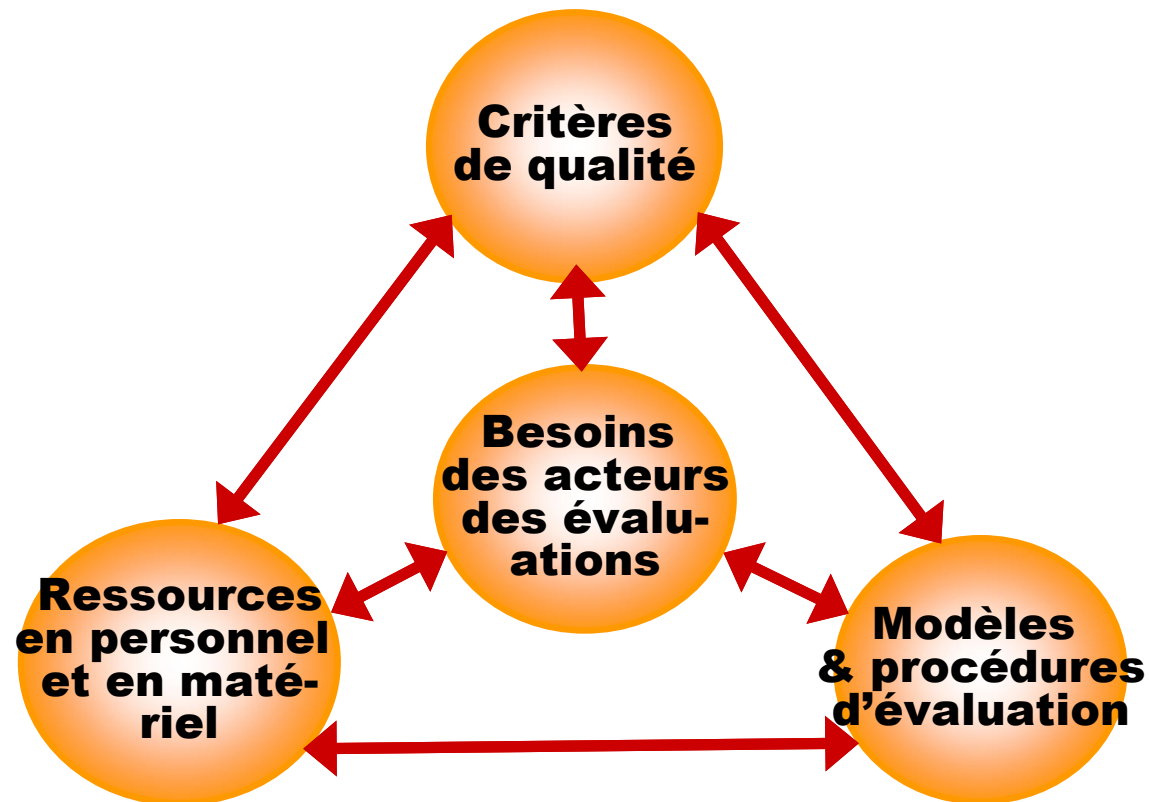 Critères
de qualité
Besoins
des acteurs
des évalu-
ations
Ressources
en personnel
et en maté-
riel
Modèles
& procédures
d’évaluation